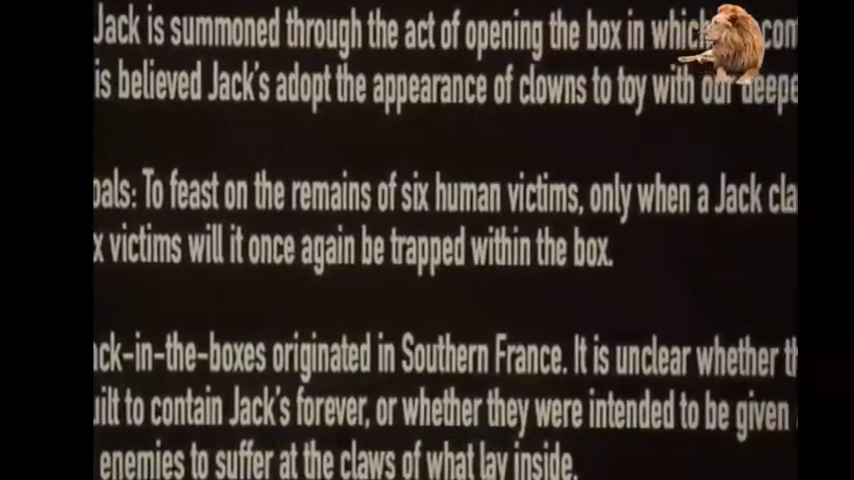 Jack is summoned through the act of opening the box in which
is believed Jack's adopt the appearance of clowns to toy with our deepe
oals: To feast on the remains of six human victims, only when a Jack cla
x victims will it once again be trapped within the box.
ck-in-the-boxes originated in Southern France. It is unclear whether t
uilt to contain Jack's forever, or whether they were intended to be given
enemies to suffer at the claws of what lay inside.